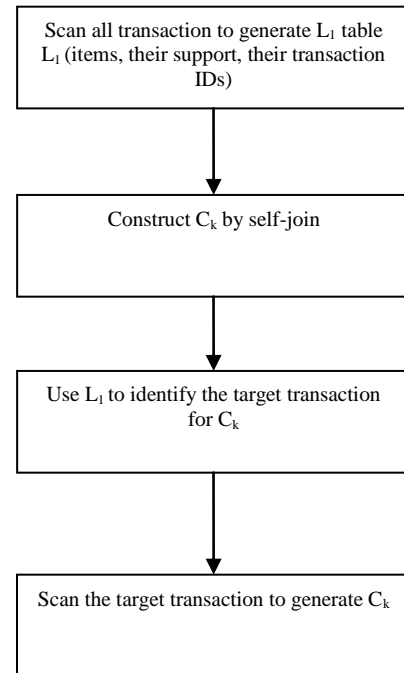 Scan all transaction to generate L₁ table
L₁ (items, their support, their transaction
IDs)
Construct Cₖ by self-join
Use L₁ to identify the target transaction
for Cₖ
Scan the target transaction to generate Cₖ